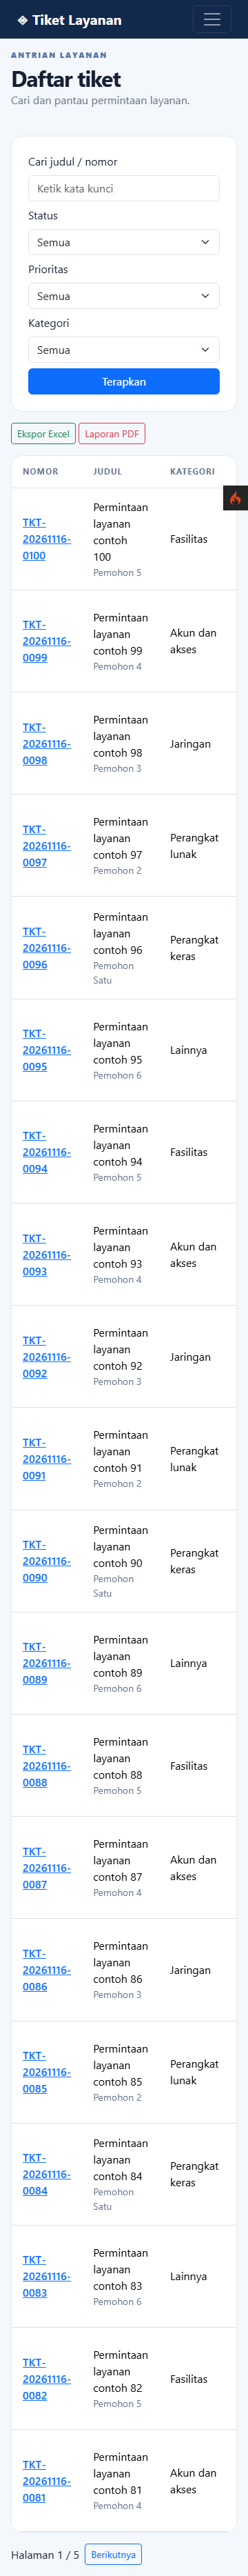 Tiket Layanan
ANTRIAN LAYANAN
Daftar tiket
Cari dan pantau permintaan layanan.
Cari judul / nomor
Ketik kata kunci
Status
Semua
Prioritas
Semua
Kategori
Semua
Terapkan
Ekspor Excel Laporan PDF
NOMOR JUDUL KATEGORI
TKT-
20261116-
0100
Permintaan
layanan
contoh
100
Pemohon 5
Fasilitas
TKT-
20261116-
0099
Permintaan
layanan
contoh 99
Pemohon 4
Akun dan
akses
TKT-
20261116-
0098
Permintaan
layanan
contoh 98
Pemohon 3
Jaringan
TKT-
20261116-
0097
Permintaan
layanan
contoh 97
Pemohon 2
Perangkat
lunak
TKT-
20261116-
0096
Permintaan
layanan
contoh 96
Pemohon
Satu
Perangkat
keras
TKT-
20261116-
0095
Permintaan
layanan
contoh 95
Pemohon 6
Lainnya
TKT-
20261116-
0094
Permintaan
layanan
contoh 94
Pemohon 5
Fasilitas
TKT-
20261116-
0093
Permintaan
layanan
contoh 93
Pemohon 4
Akun dan
akses
TKT-
20261116-
0092
Permintaan
layanan
contoh 92
Pemohon 3
Jaringan
TKT-
20261116-
0091
Permintaan
layanan
contoh 91
Pemohon 2
Perangkat
lunak
TKT-
20261116-
0090
Permintaan
layanan
contoh 90
Pemohon
Satu
Perangkat
keras
TKT-
20261116-
0089
Permintaan
layanan
contoh 89
Pemohon 6
Lainnya
TKT-
20261116-
0088
Permintaan
layanan
contoh 88
Pemohon 5
Fasilitas
TKT-
20261116-
0087
Permintaan
layanan
contoh 87
Pemohon 4
Akun dan
akses
TKT-
20261116-
0086
Permintaan
layanan
contoh 86
Pemohon 3
Jaringan
TKT-
20261116-
0085
Permintaan
layanan
contoh 85
Pemohon 2
Perangkat
lunak
TKT-
20261116-
0084
Permintaan
layanan
contoh 84
Pemohon
Satu
Perangkat
keras
TKT-
20261116-
0083
Permintaan
layanan
contoh 83
Pemohon 6
Lainnya
TKT-
20261116-
0082
Permintaan
layanan
contoh 82
Pemohon 5
Fasilitas
TKT-
20261116-
0081
Permintaan
layanan
contoh 81
Pemohon 4
Akun dan
akses
Halaman 1 / 5 Berikutnya